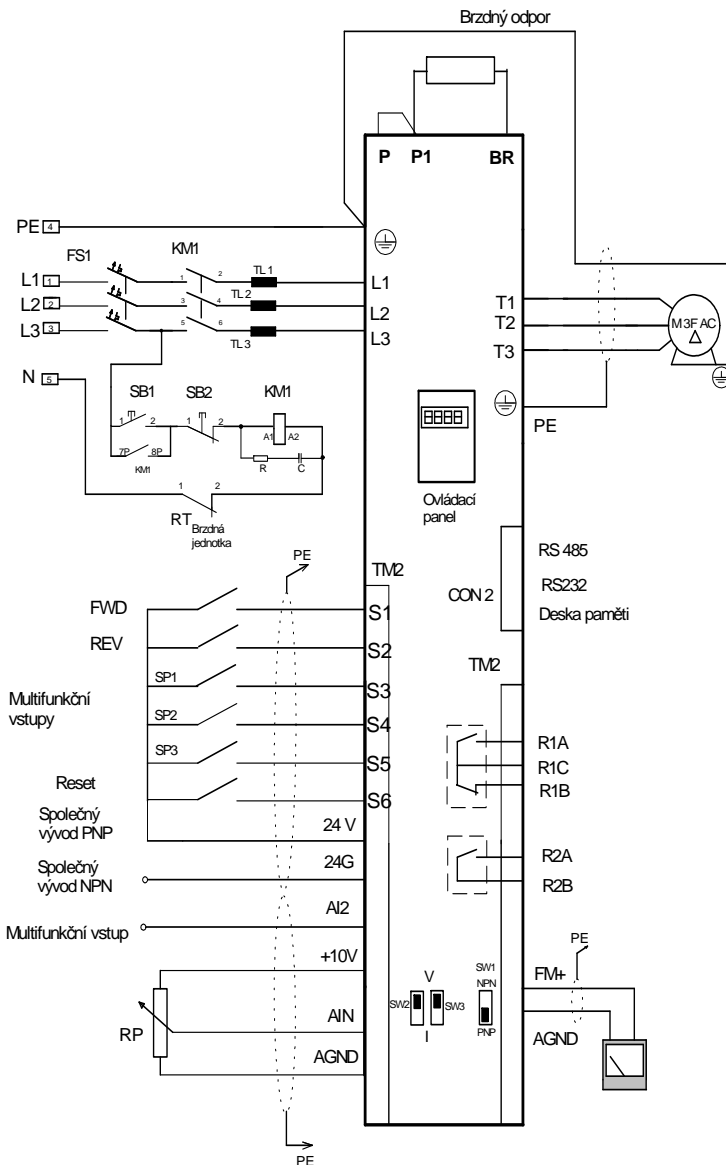 Brzdný odpor
P P1 BR
PE 4
FS1 KM1
L1 1
1 2
TL 1
L1
L2 2
3 4
TL 2
L2
L3 3
5 6
TL 3
L3
T1
T2
T3
M3F AC
PE
N 5
SB1 SB2 KM1
1 2
1 2
A1 A2
7P 8P
KM1
R C
1 2
RT
Brzdná
jednotka
Ovládací
panel
CON 2
RS 485
RS232
Deska paměti
PE
TM2
TM2
FWD
S1
REV
S2
SP1
S3
Multifunkční
vstupy
SP2
S4
SP3
S5
Reset
S6
R1A
R1C
R1B
R2A
R2B
Společný
vývod PNP
24 V
Společný
vývod NPN
24G
Multifunkční vstup
AI2
+10V
RP
AIN
AGND
V
SW2
SW3
I
SW1
NPN
PNP
FM+
PE
AGND
PE